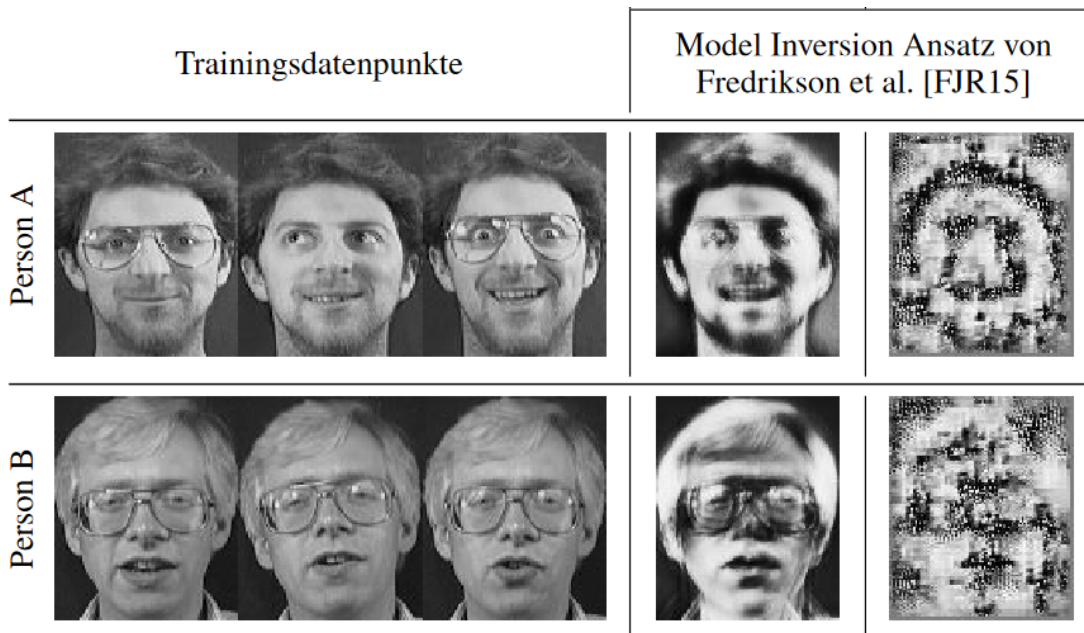 Trainingsdatenpunkte
Model Inversion Ansatz von
Fredrikson et al. [FJR15]
Person A
Person B